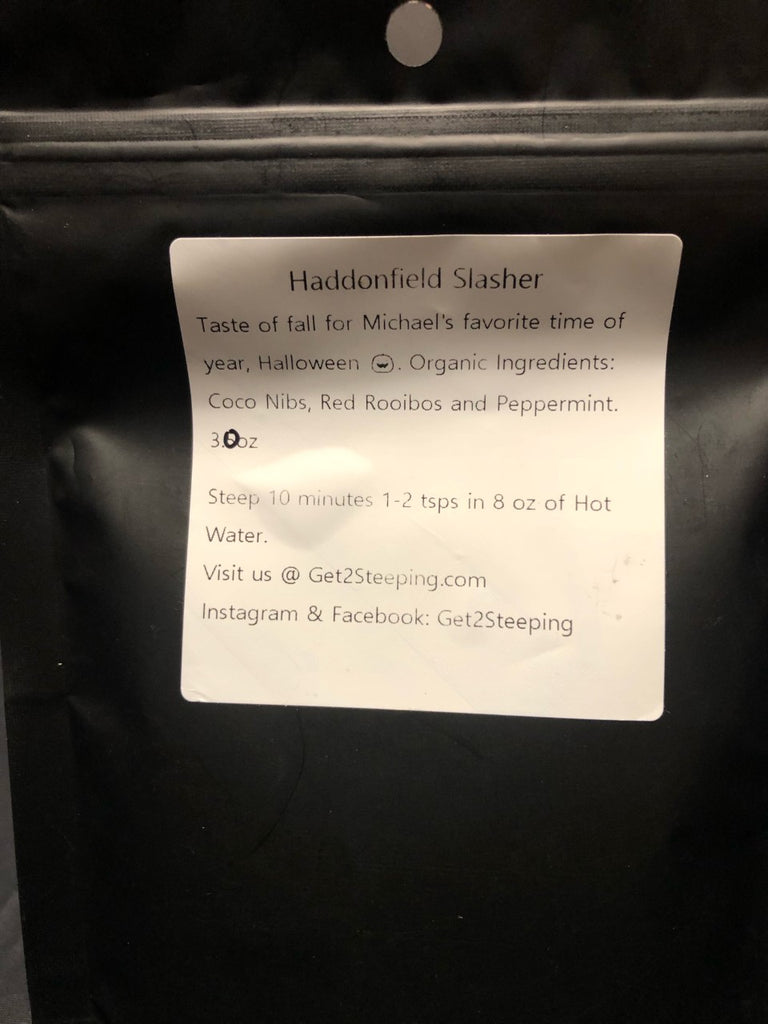 Haddonfield Slasher
Taste of fall for Michael's favorite time of
year, Halloween 🎃. Organic Ingredients:
Coco Nibs, Red Rooibos and Peppermint.
3.0oz
Steep 10 minutes 1-2 tsps in 8 oz of Hot
Water.
Visit us @ Get2Steeping.com
Instagram & Facebook: Get2Steeping